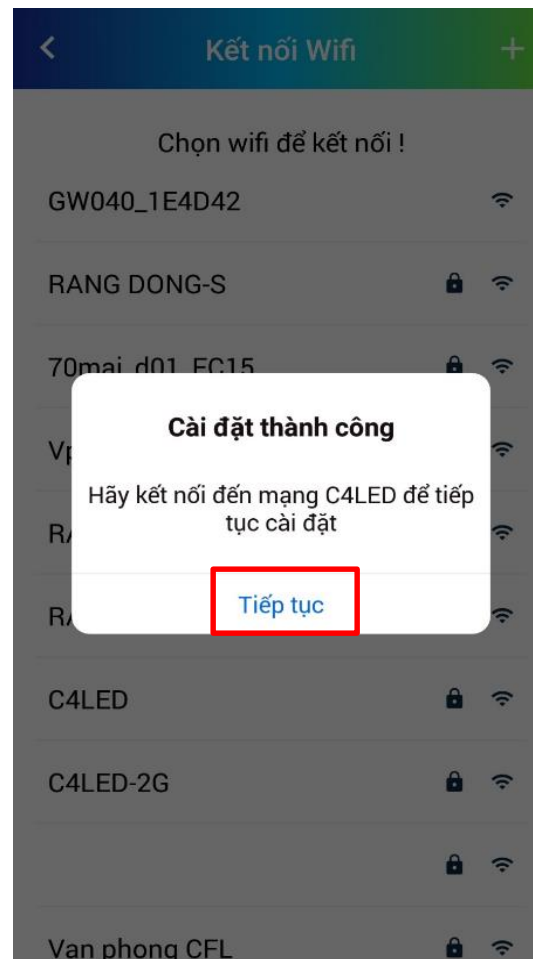 Kết nối Wifi
Chọn wifi để kết nối !
GW040_1E4D42
RANG DONG-S
70mai_d01_EC15
Cài đặt thành công
Hãy kết nối đến mạng C4LED để tiếp
tục cài đặt
Tiếp tục
C4LED
C4LED-2G
Van phong CFL